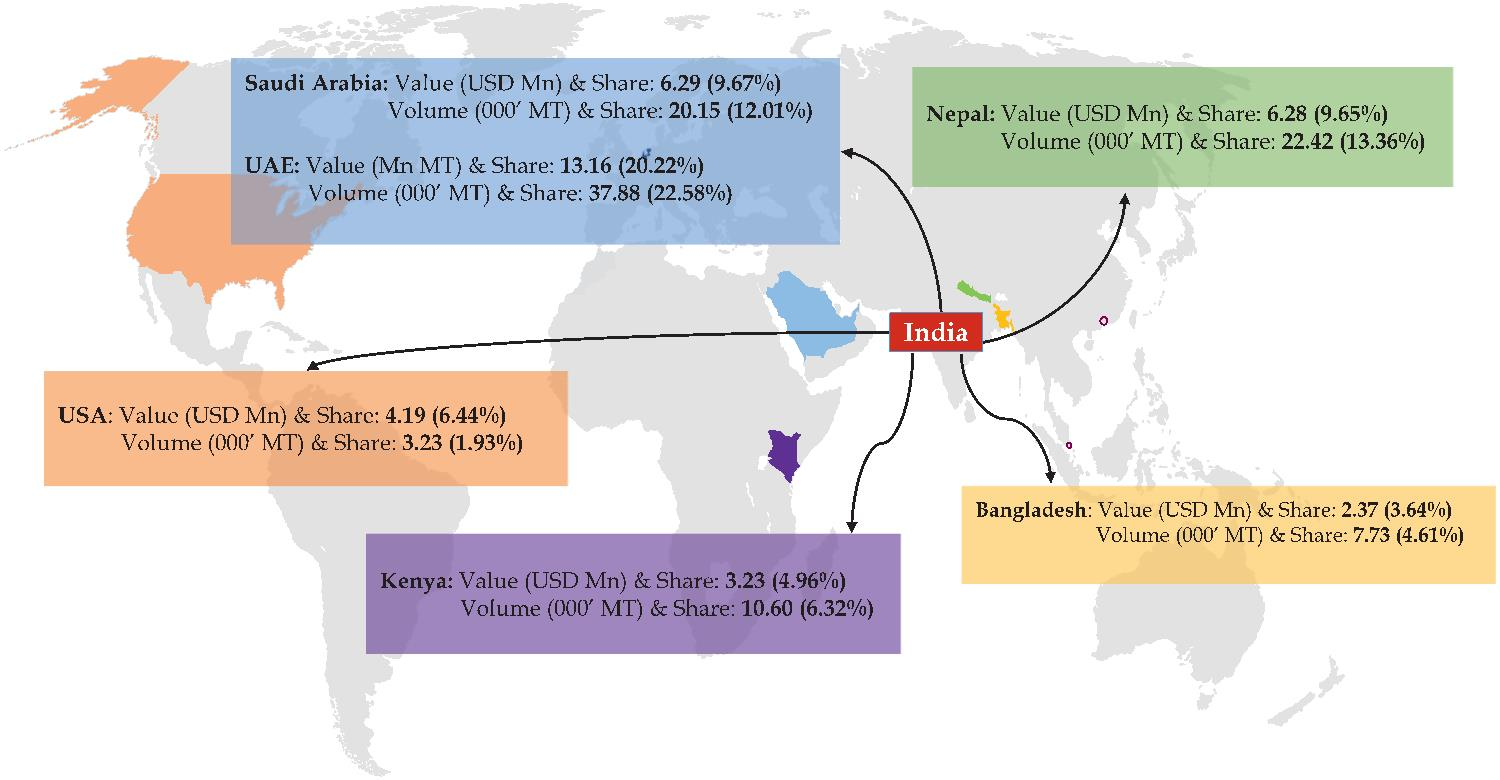 Saudi Arabia: Value (USD Mn) & Share: 6.29 (9.67%)
Volume (000′ MT) & Share: 20.15 (12.01%)
UAE: Value (Mn MT) & Share: 13.16 (20.22%)
Volume (000′ MT) & Share: 37.88 (22.58%)
Nepal: Value (USD Mn) & Share: 6.28 (9.65%)
Volume (000′ MT) & Share: 22.42 (13.36%)
India
USA: Value (USD Mn) & Share: 4.19 (6.44%)
Volume (000′ MT) & Share: 3.23 (1.93%)
Bangladesh: Value (USD Mn) & Share: 2.37 (3.64%)
Volume (000′ MT) & Share: 7.73 (4.61%)
Kenya: Value (USD Mn) & Share: 3.23 (4.96%)
Volume (000′ MT) & Share: 10.60 (6.32%)